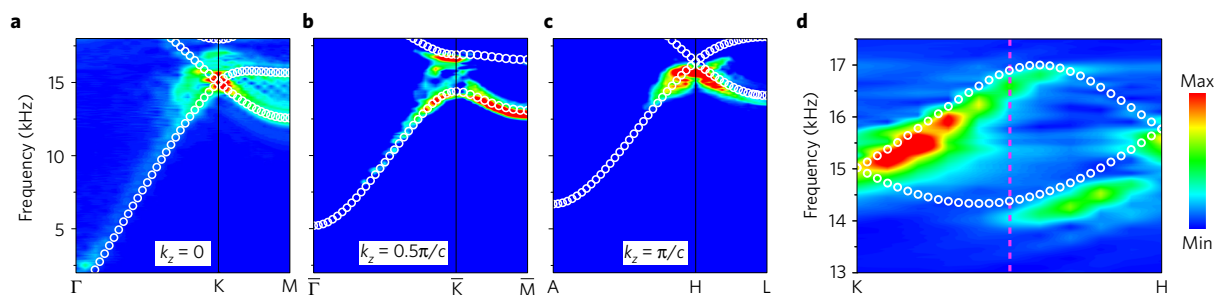 a
b
c
d
Frequency (kHz)
15
10
5
k_z = 0
Γ K M
k_z = 0.5π/c
Γ̅ K̅ M̅
k_z = π/c
A H L
Frequency (kHz)
17
16
15
14
13
K H
Max
Min